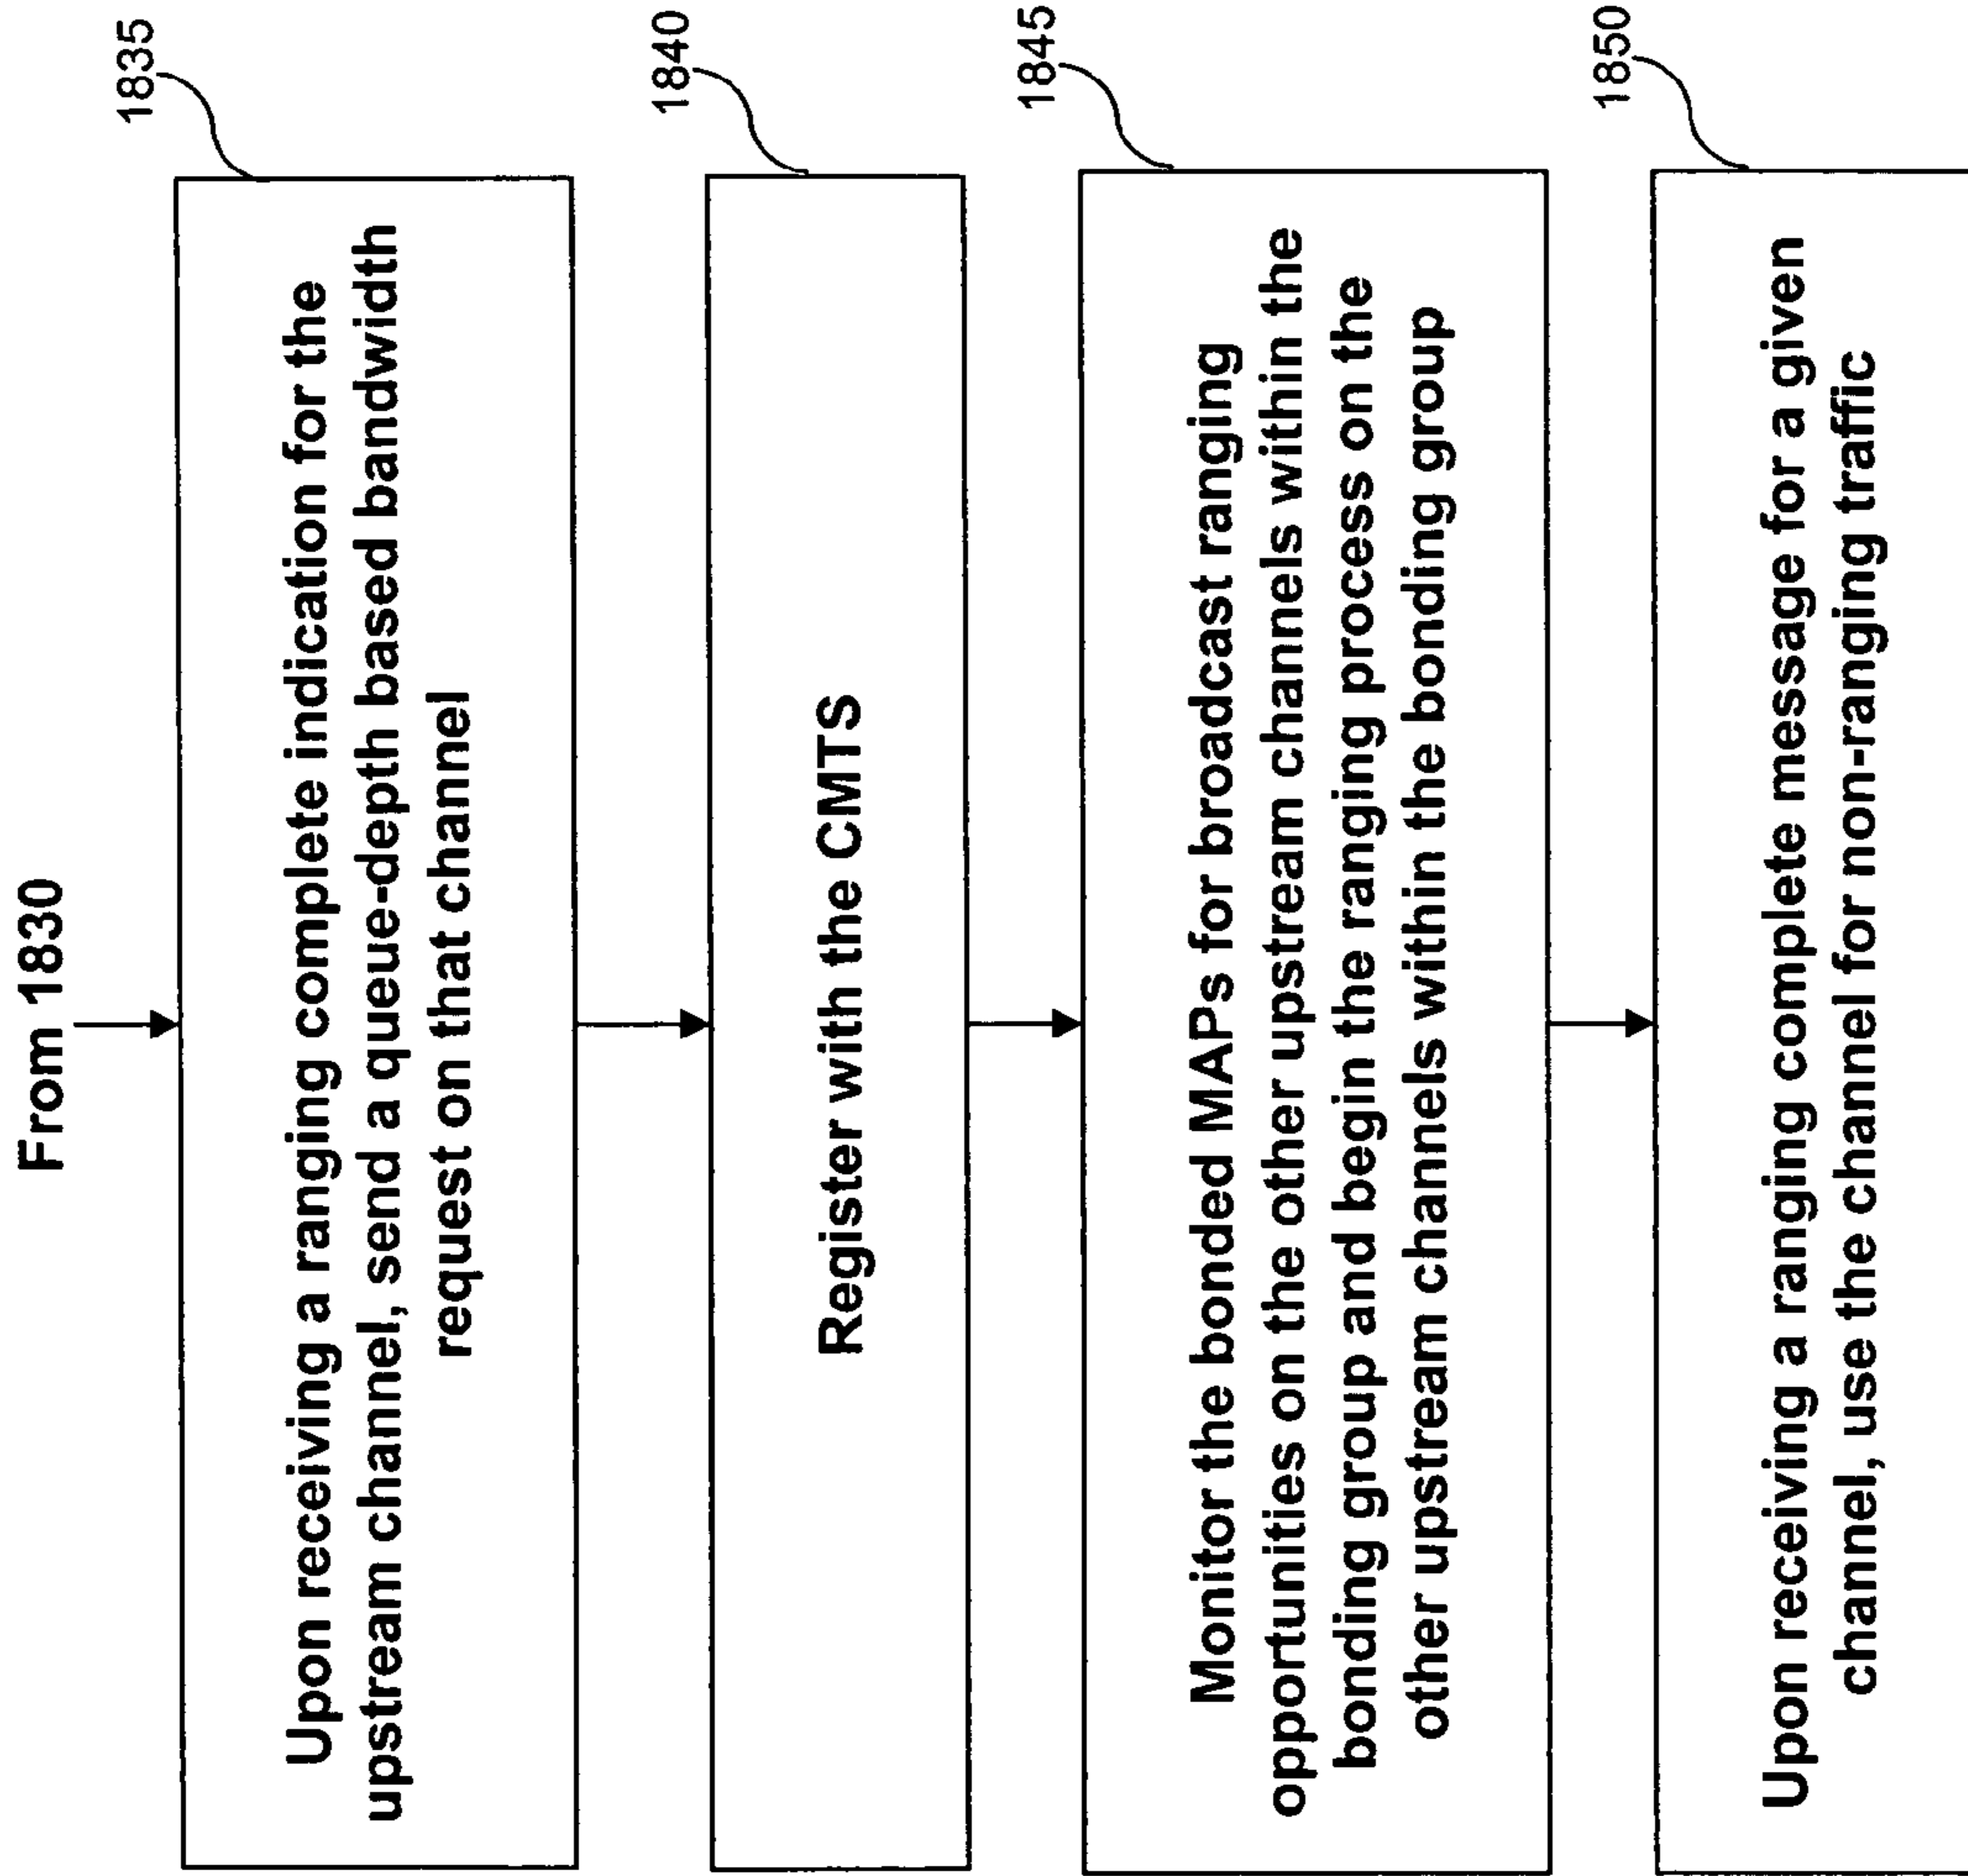 From 1830
1835
Upon receiving a ranging complete indication for the
upstream channel, send a queue-depth based bandwidth
request on that channel
1840
Register with the CMTS
1845
Monitor the bonded MAPs for broadcast ranging
opportunities on the other upstream channels within the
bonding group and begin the ranging process on the
other upstream channels within the bonding group
1850
Upon receiving a ranging complete message for a given
channel, use the channel for non-ranging traffic